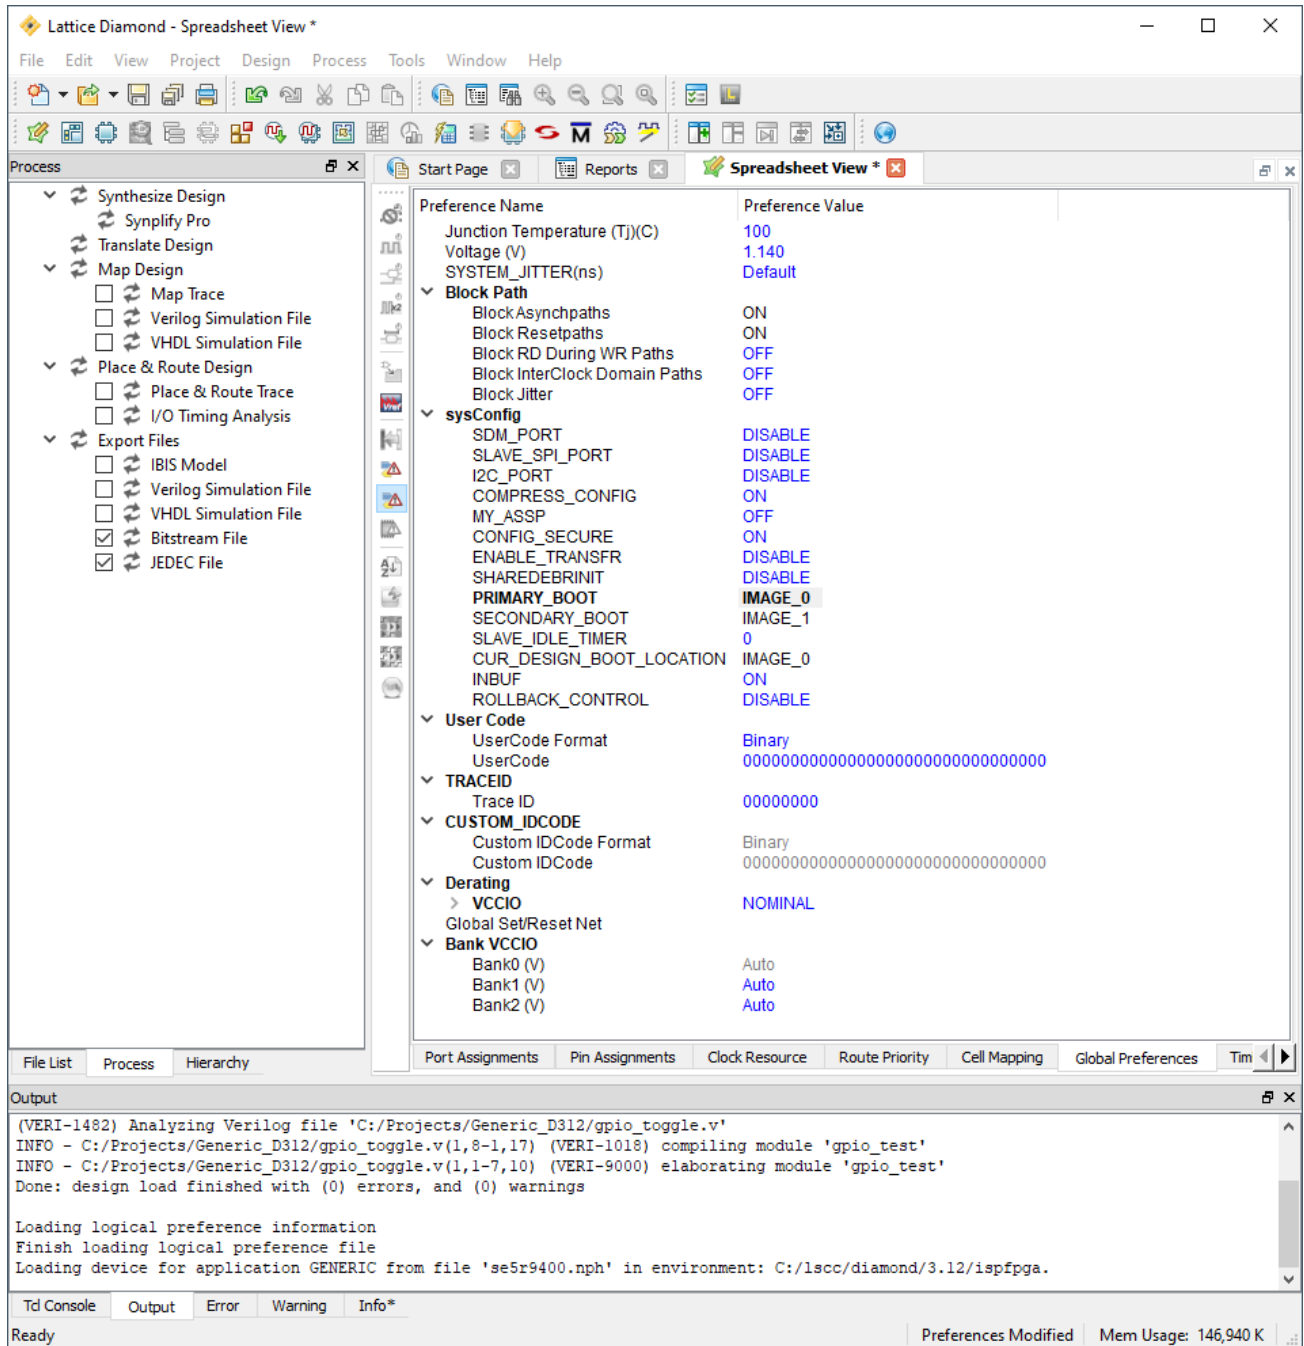 Lattice Diamond - Spreadsheet View *
File Edit View Project Design Process Tools Window Help
Process
Start Page Reports Spreadsheet View *
Synthesize Design
Synplify Pro
Translate Design
Map Design
Map Trace
Verilog Simulation File
VHDL Simulation File
Place & Route Design
Place & Route Trace
I/O Timing Analysis
Export Files
IBIS Model
Verilog Simulation File
VHDL Simulation File
Bitstream File
JEDEC File
File List Process Hierarchy
Preference Name Preference Value
Junction Temperature (Tj)(C) 100
Voltage (V) 1.140
SYSTEM_JITTER(ns) Default
Block Path
Block Asynchpaths ON
Block Resetpaths ON
Block RD During WR Paths OFF
Block InterClock Domain Paths OFF
Block Jitter OFF
sysConfig
SDM_PORT DISABLE
SLAVE_SPI_PORT DISABLE
I2C_PORT DISABLE
COMPRESS_CONFIG ON
MY_ASSP OFF
CONFIG_SECURE ON
ENABLE_TRANSFR DISABLE
SHAREDEBRINIT DISABLE
PRIMARY_BOOT IMAGE_0
SECONDARY_BOOT IMAGE_1
SLAVE_IDLE_TIMER 0
CUR_DESIGN_BOOT_LOCATION IMAGE_0
INBUF ON
ROLLBACK_CONTROL DISABLE
User Code
UserCode Format Binary
UserCode 00000000000000000000000000000000
TRACEID
Trace ID 00000000
CUSTOM_IDCODE
Custom IDCode Format Binary
Custom IDCode 00000000000000000000000000000000
Derating
VCCIO NOMINAL
Global Set/Reset Net
Bank VCCIO
Bank0 (V) Auto
Bank1 (V) Auto
Bank2 (V) Auto
Port Assignments Pin Assignments Clock Resource Route Priority Cell Mapping Global Preferences Tim
Output
(VERI-1482) Analyzing Verilog file 'C:/Projects/Generic_D312/gpio_toggle.v'
INFO - C:/Projects/Generic_D312/gpio_toggle.v(1,8-1,17) (VERI-1018) compiling module 'gpio_test'
INFO - C:/Projects/Generic_D312/gpio_toggle.v(1,1-7,10) (VERI-9000) elaborating module 'gpio_test'
Done: design load finished with (0) errors, and (0) warnings
Loading logical preference information
Finish loading logical preference file
Loading device for application GENERIC from file 'se5r9400.nph' in environment: C:/lscc/diamond/3.12/ispfpga.
Tcl Console Output Error Warning Info*
Ready Preferences Modified Mem Usage: 146,940 K